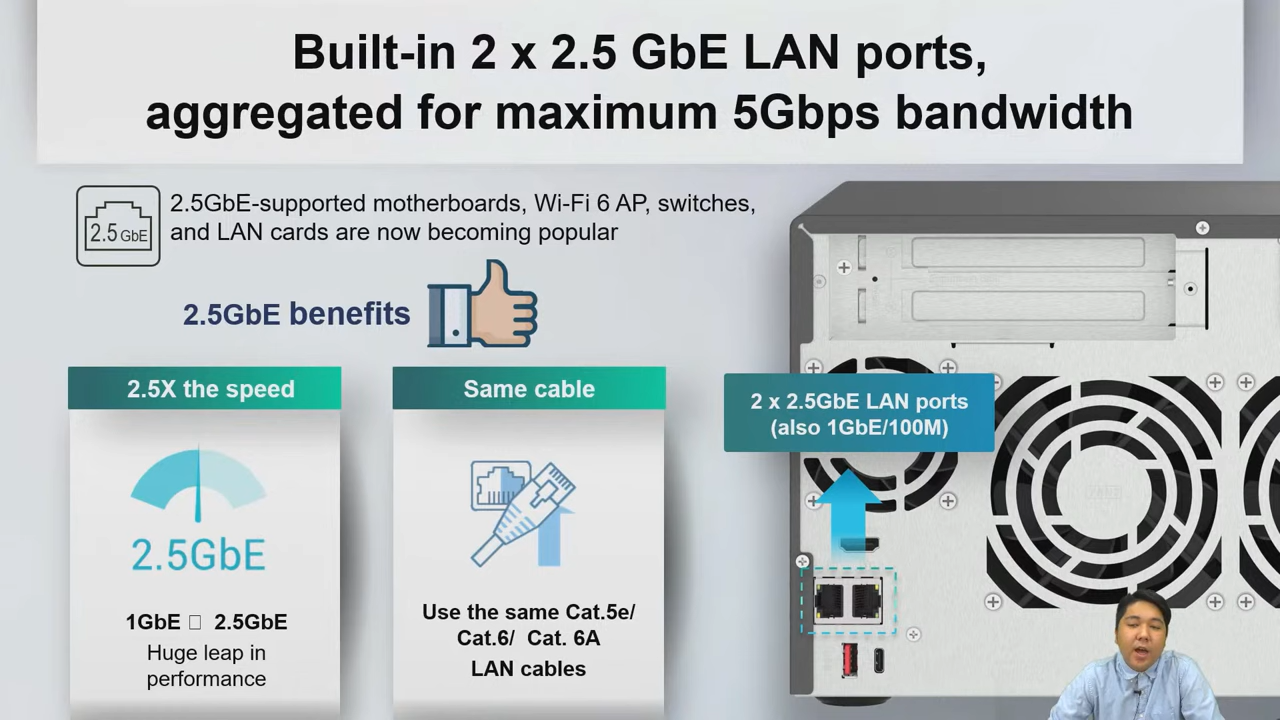 Built-in 2 x 2.5 GbE LAN ports,
aggregated for maximum 5Gbps bandwidth
2.5 GbE
2.5GbE-supported motherboards, Wi-Fi 6 AP, switches,
and LAN cards are now becoming popular
2.5GbE benefits
2.5X the speed
2.5GbE
1GbE □ 2.5GbE
Huge leap in
performance
Same cable
Use the same Cat.5e/
Cat.6/ Cat. 6A
LAN cables
2 x 2.5GbE LAN ports
(also 1GbE/100M)